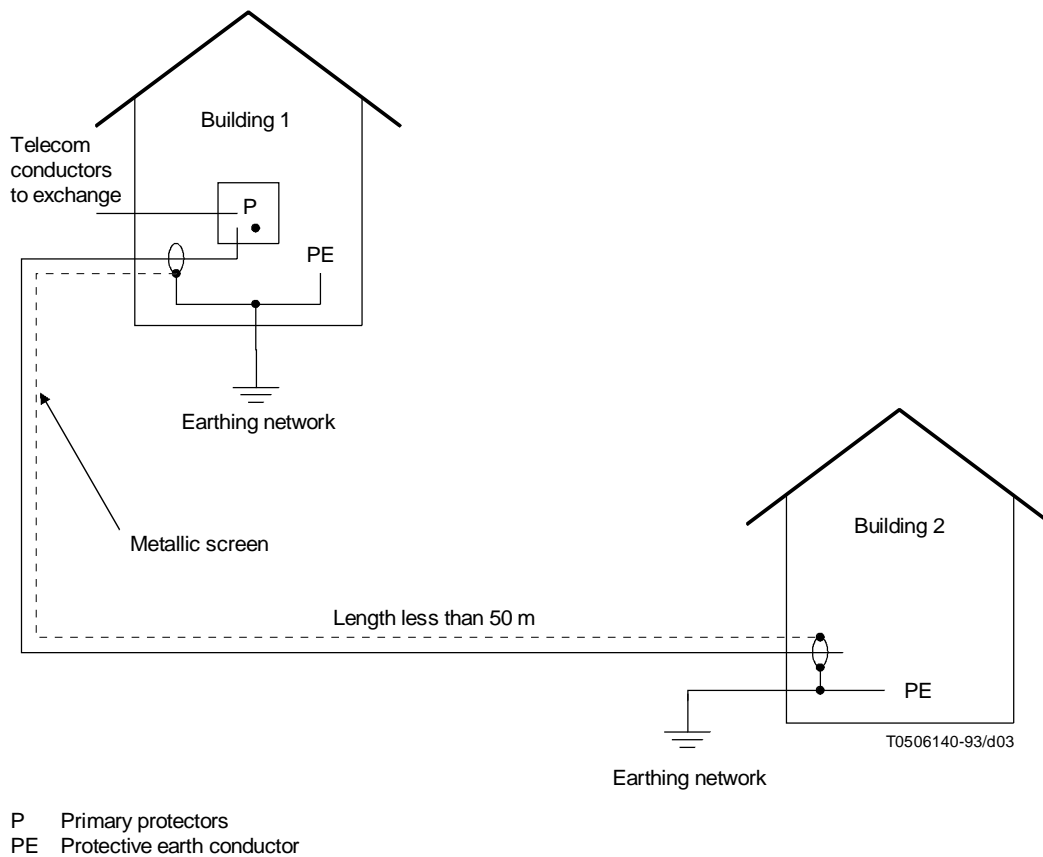 Building 1
Telecom
conductors
to exchange
P
PE
Earthing network
Metallic screen
Building 2
Length less than 50 m
PE
T0506140-93/d03
Earthing network
P Primary protectors
PE Protective earth conductor